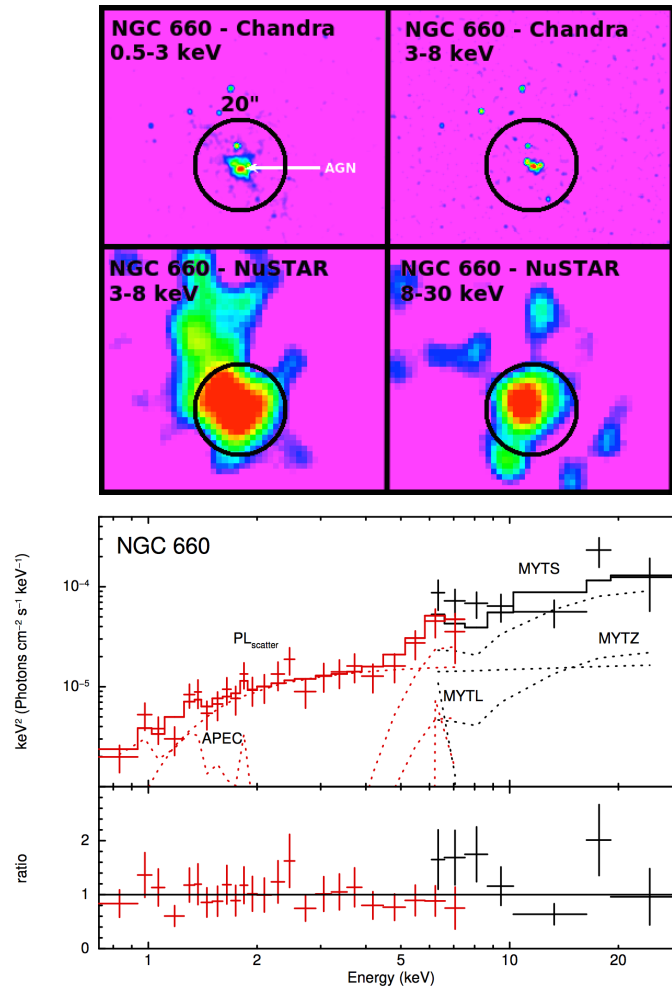 NGC 660 - Chandra
0.5-3 keV
20"
AGN
NGC 660 - Chandra
3-8 keV
NGC 660 - NuSTAR
3-8 keV
NGC 660 - NuSTAR
8-30 keV
NGC 660
MYTS
PLscatter
MYTZ
MYTL
APEC
10⁻⁴
10⁻⁵
keV² (Photons cm⁻² s⁻¹ keV⁻¹)
2
1
0
ratio
1 2 5 10 20
Energy (keV)